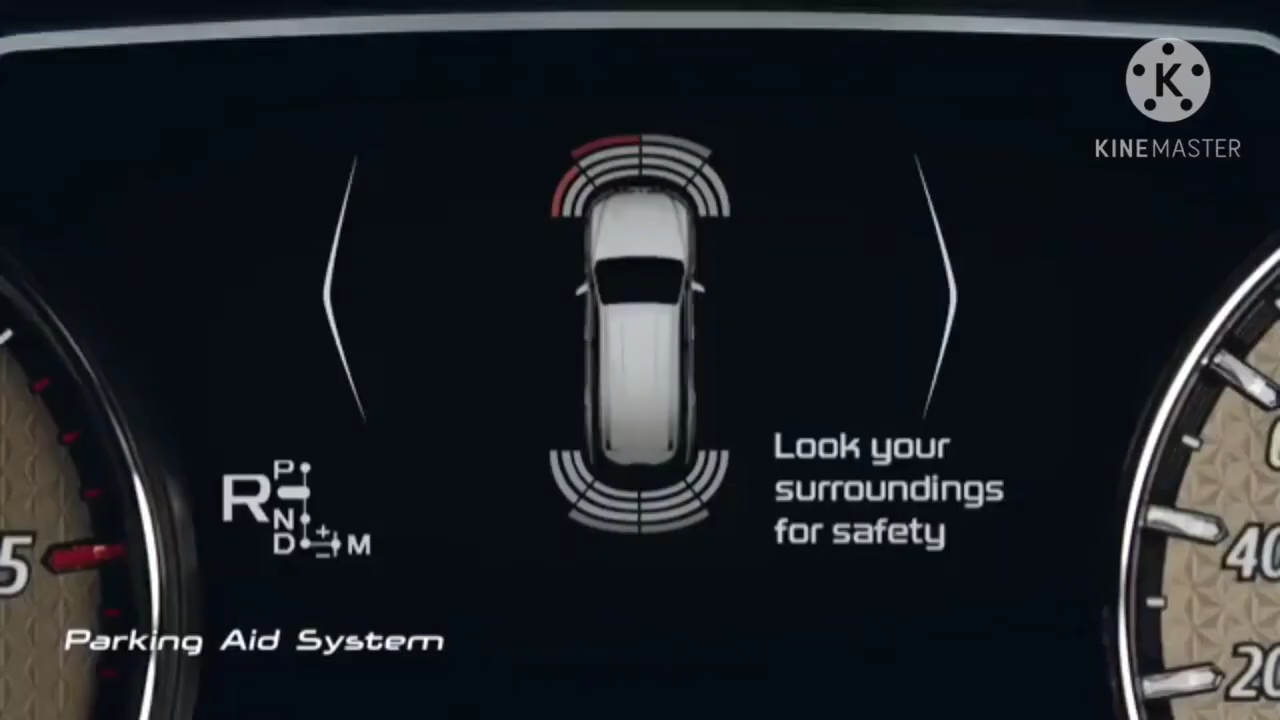 K
KINEMASTER
P
R
N
D + - M
Look your
surroundings
for safety
5
40
20
Parking Aid System